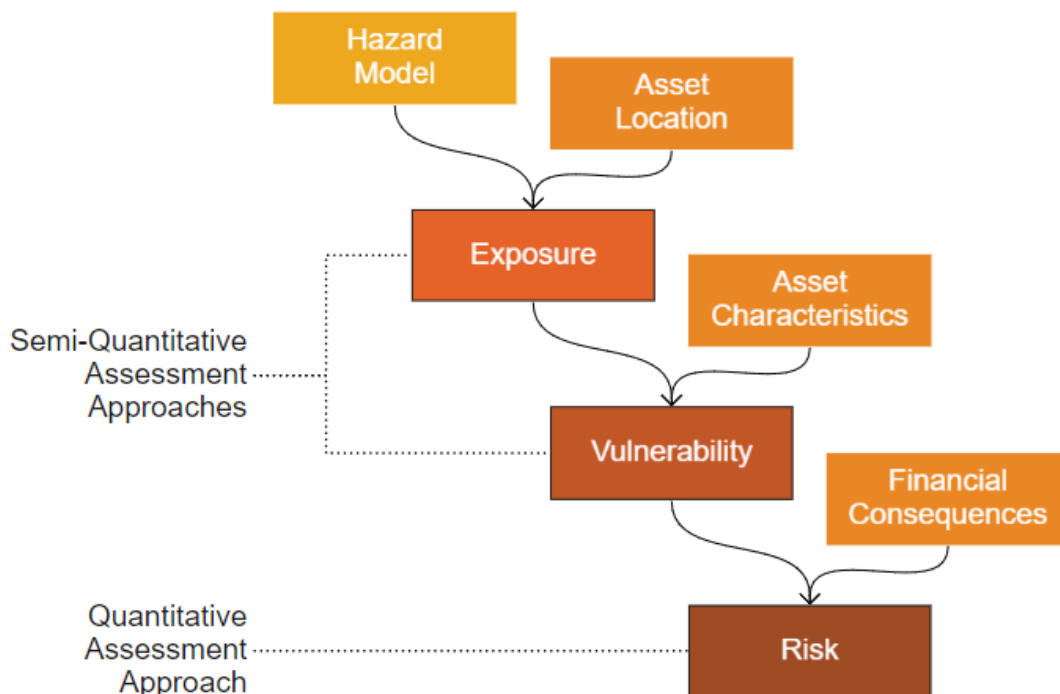 Hazard
Model
Asset
Location
Exposure
Asset
Characteristics
Semi-Quantitative
Assessment
Approaches
Vulnerability
Financial
Consequences
Quantitative
Assessment
Approach
Risk